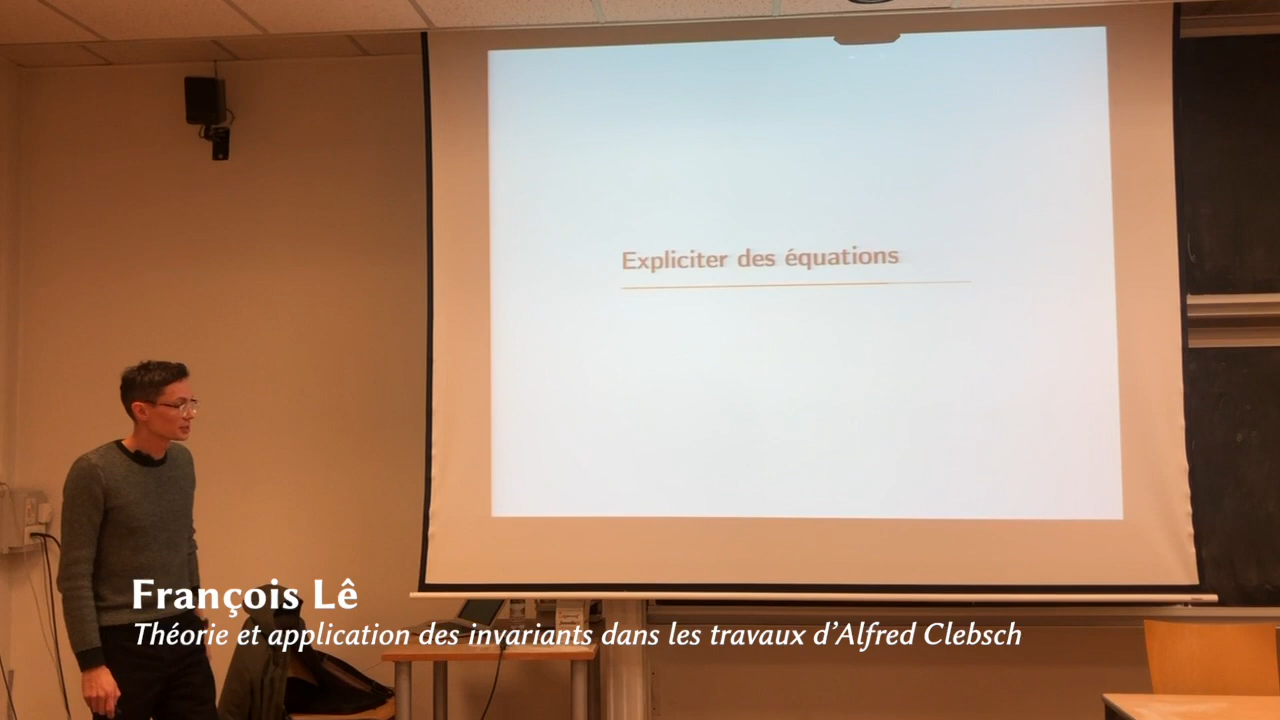 Expliciter des équations
François Lê
Théorie et application des invariants dans les travaux d'Alfred Clebsch